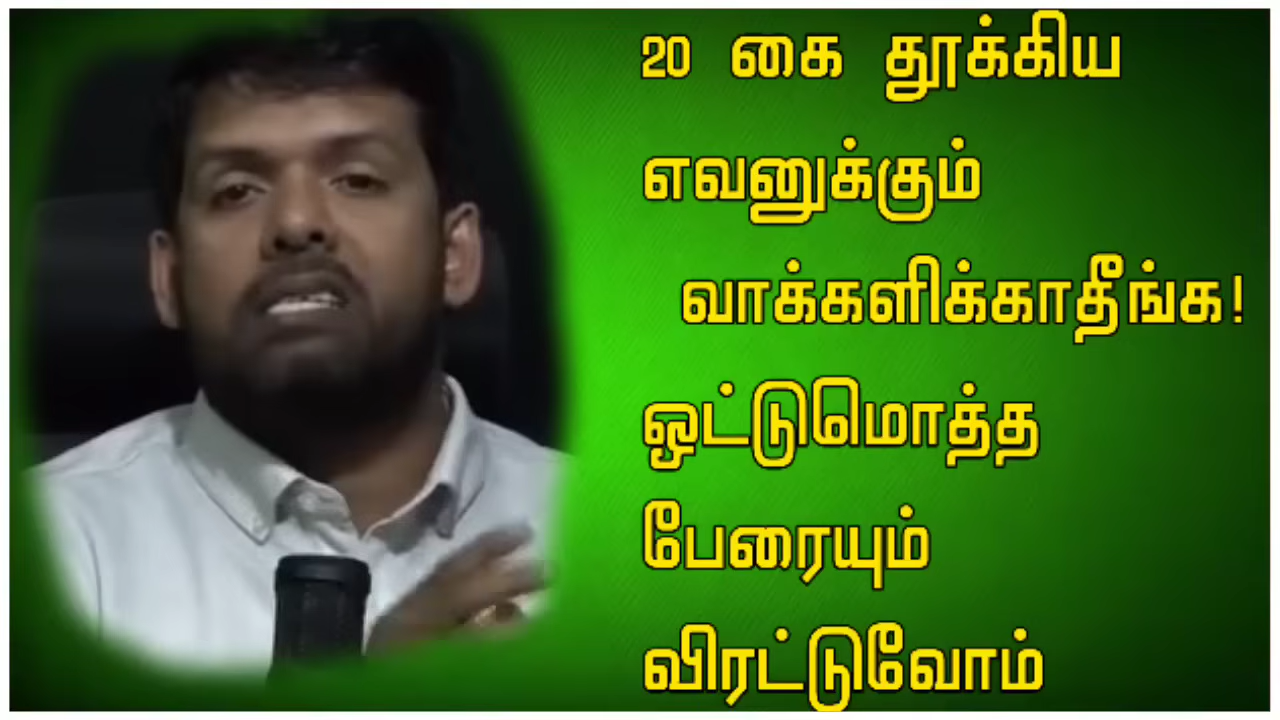 20 கை தூக்கிய
எவனுக்கும்
வாக்களிக்காதீங்க!
ஒட்டுமொத்த
பேரையும்
விரட்டுவோம்